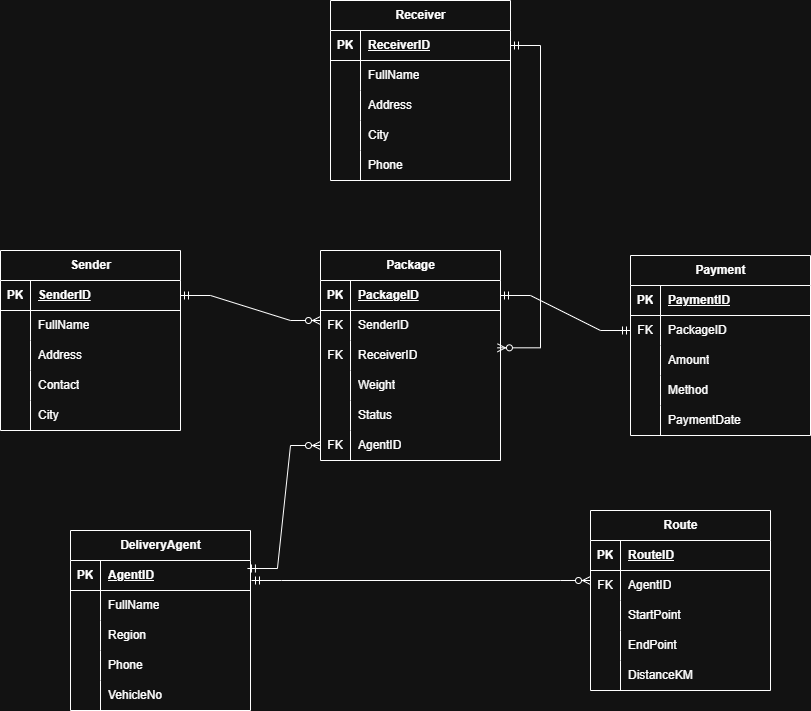 Receiver
PK ReceiverID
FullName
Address
City
Phone
Sender
PK SenderID
FullName
Address
Contact
City
Package
PK PackageID
FK SenderID
FK ReceiverID
Weight
Status
FK AgentID
Payment
PK PaymentID
FK PackageID
Amount
Method
PaymentDate
DeliveryAgent
PK AgentID
FullName
Region
Phone
VehicleNo
Route
PK RouteID
FK AgentID
StartPoint
EndPoint
DistanceKM